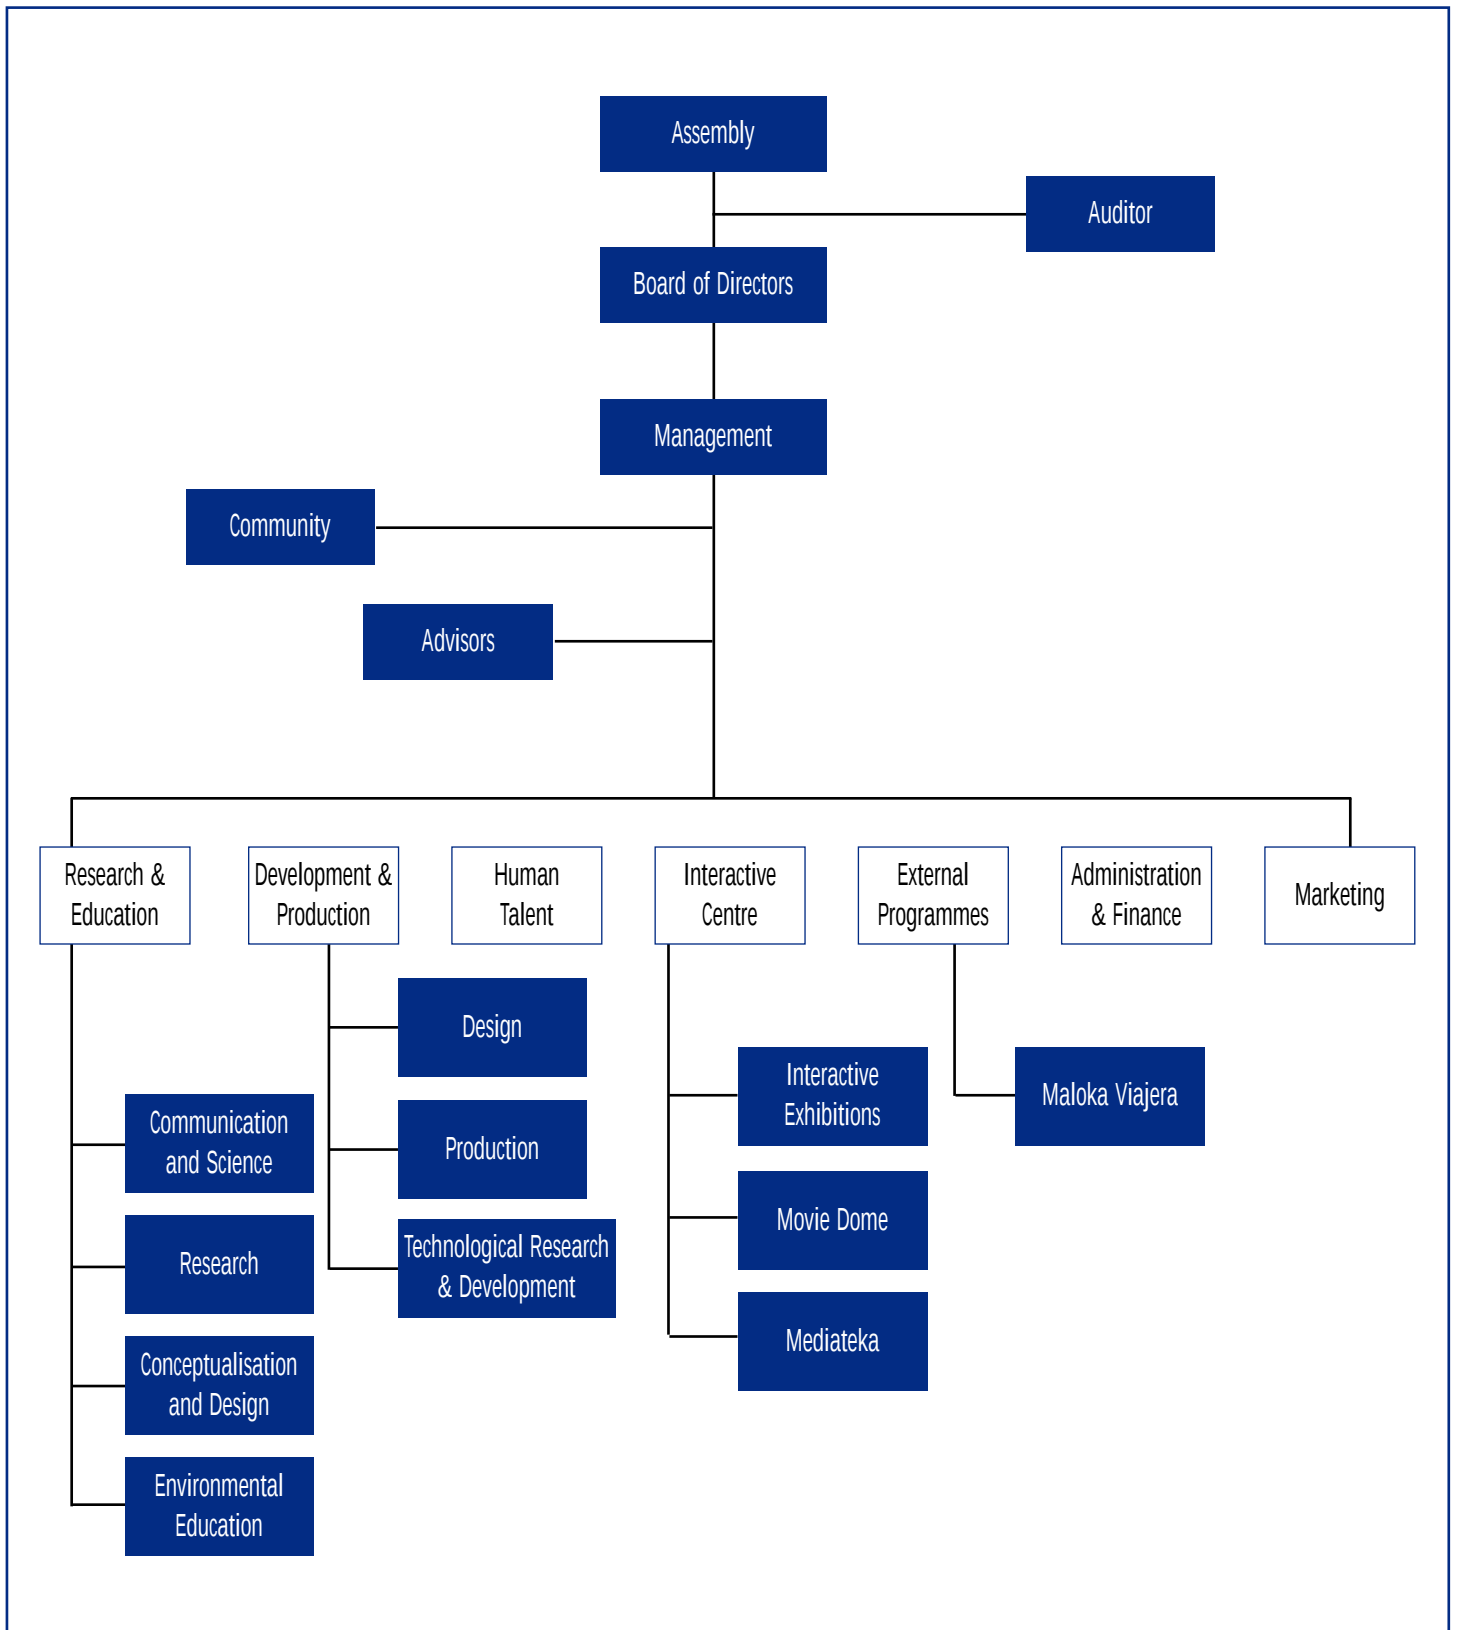 Assembly
Auditor
Board of Directors
Management
Community
Advisors
Research &
Education
Development &
Production
Human
Talent
Interactive
Centre
External
Programmes
Administration
& Finance
Marketing
Communication
and Science
Research
Conceptualisation
and Design
Environmental
Education
Design
Production
Technological Research
& Development
Interactive
Exhibitions
Movie Dome
Mediateka
Maloka Viajera